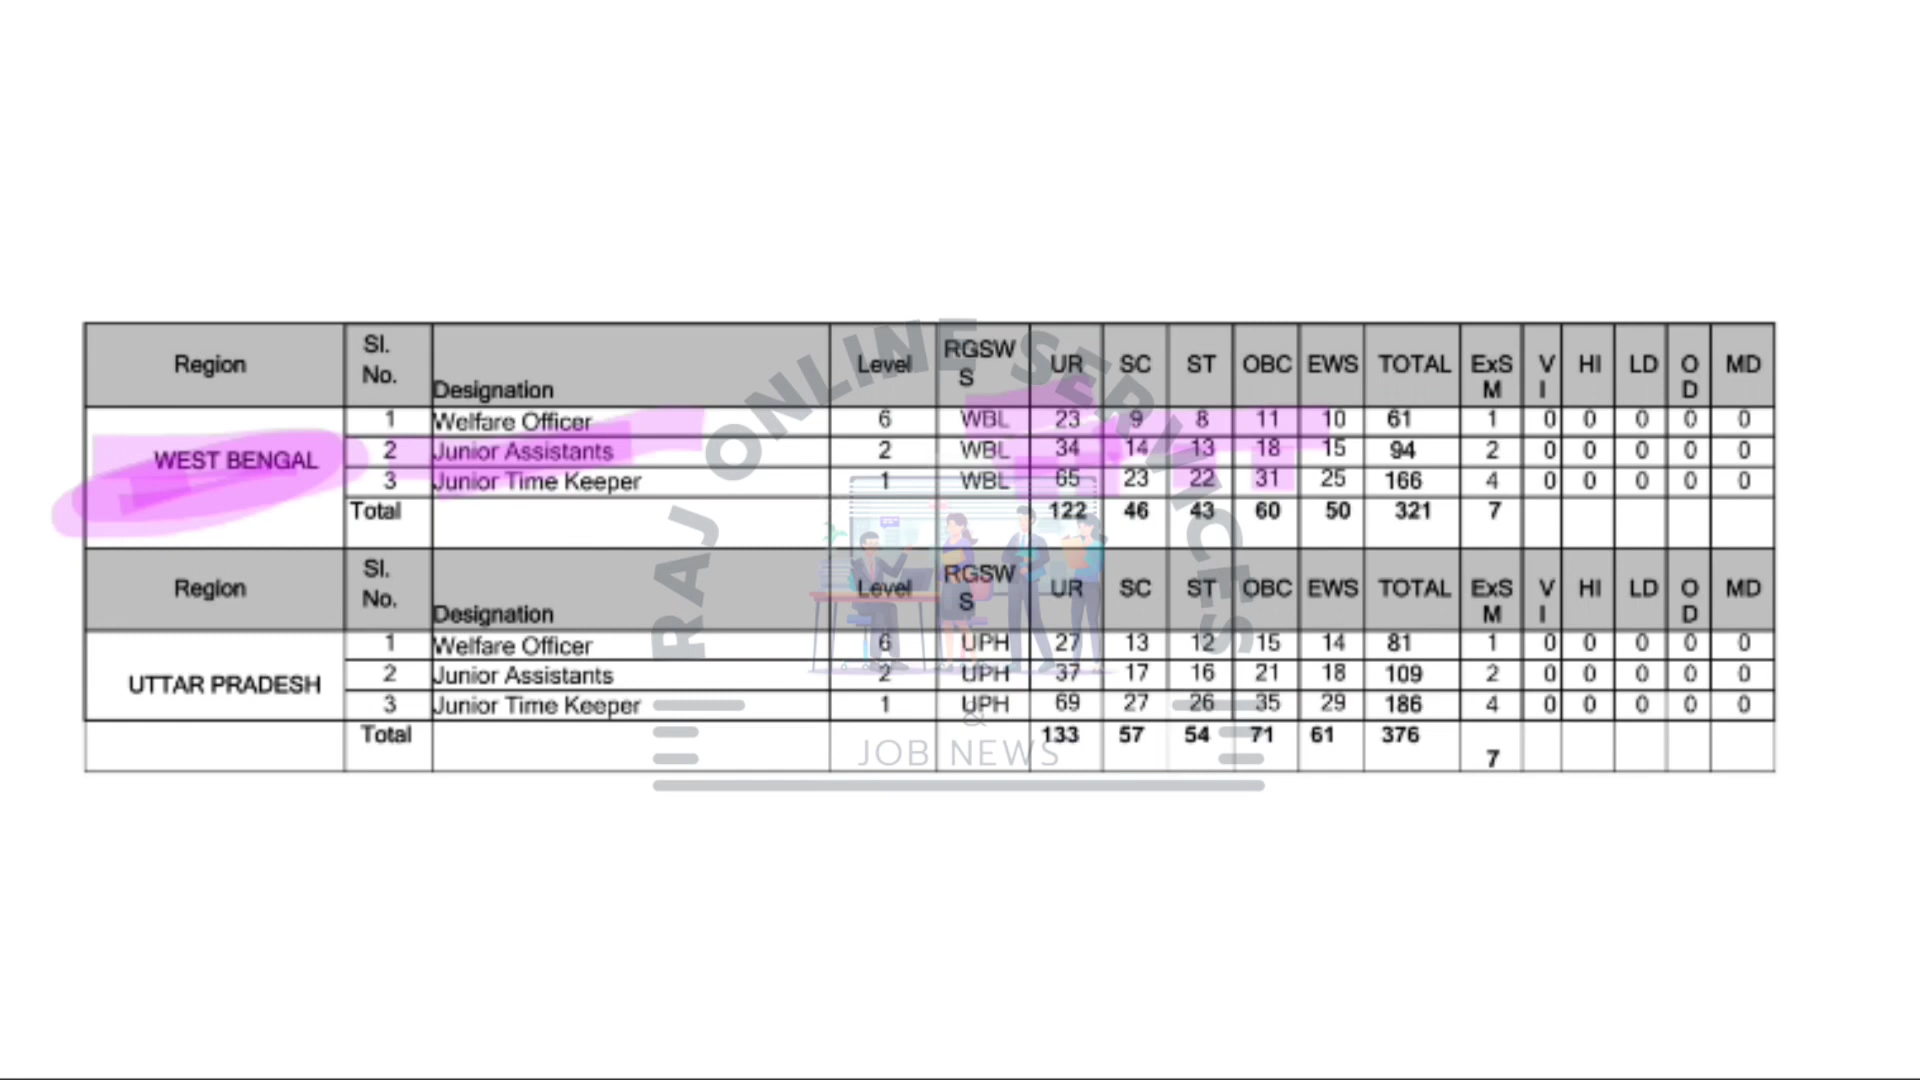 Region Sl. No. Designation Level RGSWS UR SC ST OBC EWS TOTAL ExSM VI HI LD OD MD
1 Welfare Officer 6 WBL 23 9 8 11 10 61 1 0 0 0 0 0
WEST BENGAL 2 Junior Assistants 2 WBL 34 14 13 18 15 94 2 0 0 0 0 0
3 Junior Time Keeper 1 WBL 65 23 22 31 25 166 4 0 0 0 0 0
Total 122 46 43 60 50 321 7
Region Sl. No. Designation Level RGSWS UR SC ST OBC EWS TOTAL ExSM VI HI LD OD MD
1 Welfare Officer 6 UPH 27 13 12 15 14 81 1 0 0 0 0 0
UTTAR PRADESH 2 Junior Assistants 2 UPH 37 17 16 21 18 109 2 0 0 0 0 0
3 Junior Time Keeper 1 UPH 69 27 26 35 29 186 4 0 0 0 0 0
Total 133 57 54 71 61 376 7
RAJ ONLINE SERVICES
&
JOB NEWS